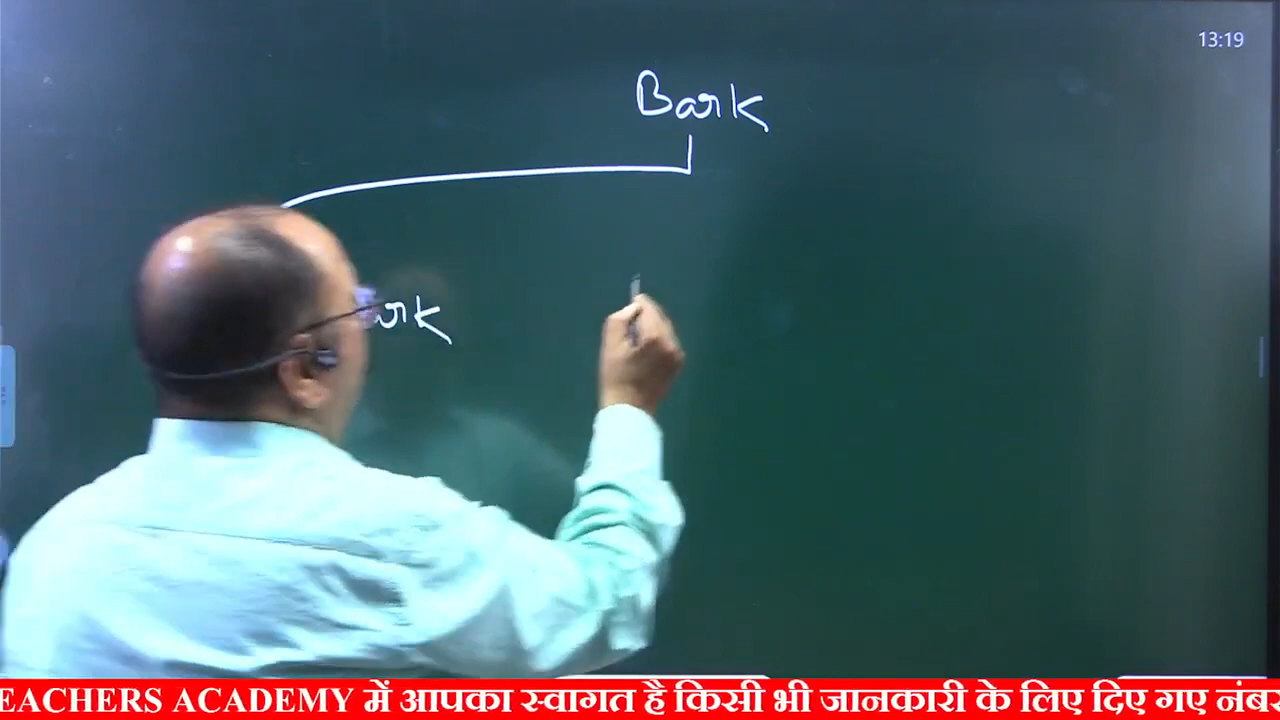 13:19
Bark
EACHERS ACADEMY में आपका स्वागत है किसी भी जानकारी के लिए दिए गए नंबर